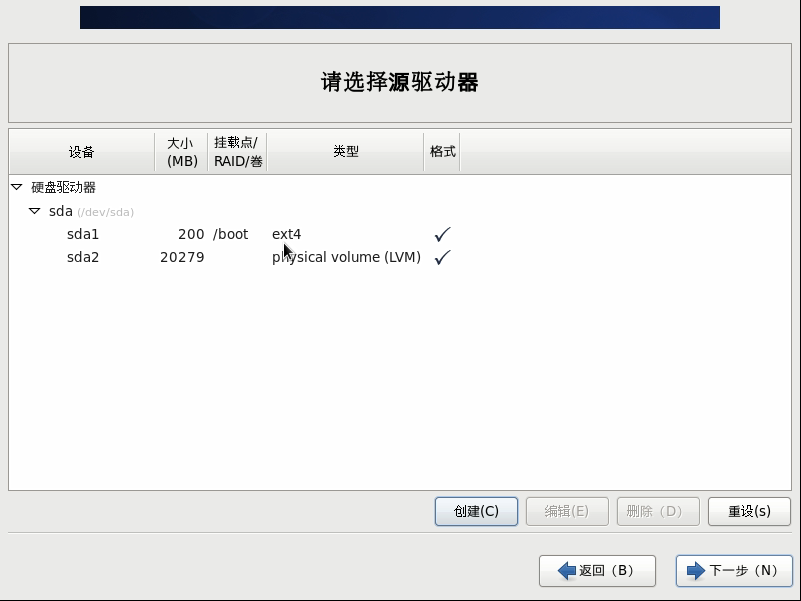 请选择源驱动器
设备 大小 (MB) 挂载点/ RAID/卷 类型 格式
硬盘驱动器
sda (/dev/sda)
sda1 200 /boot ext4
sda2 20279 physical volume (LVM)
创建(C) 编辑(E) 删除（D） 重设(s)
返回（B） 下一步（N）